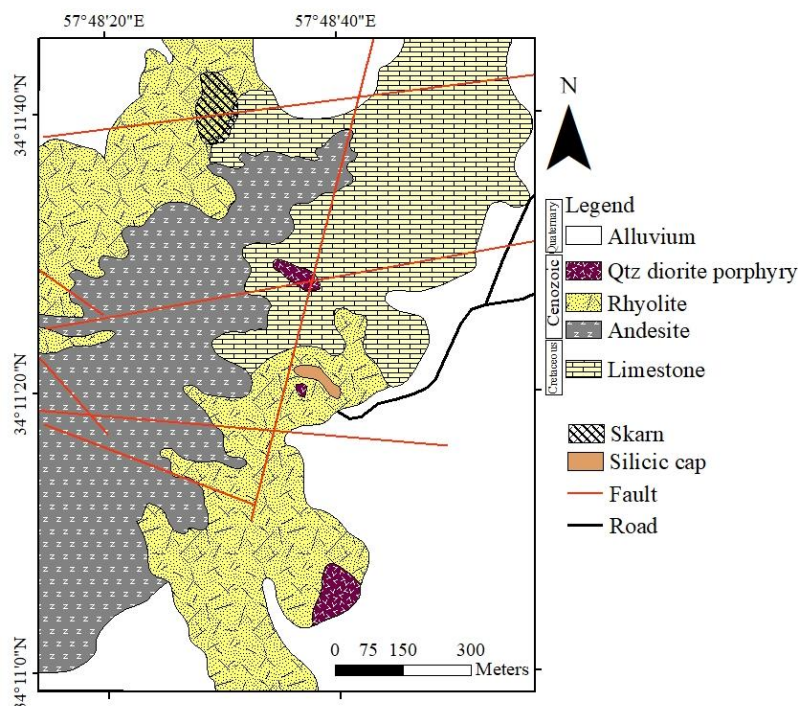 57°48'20"E 57°48'40"E
34°11'40"N
34°11'20"N
34°11'0"N
N
Legend
Quaternary
Cenozoic
Cretaceous
Alluvium
Qtz diorite porphyry
Rhyolite
Andesite
Limestone
Skarn
Silicic cap
Fault
Road
0 75 150 300
Meters